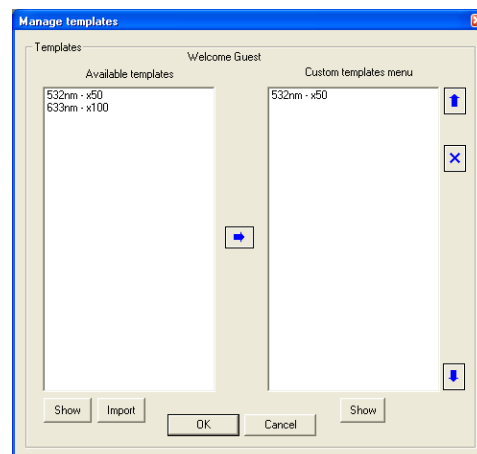 Manage templates
Templates
Welcome Guest
Available templates
Custom templates menu
532nm - x50
633nm - x100
532nm - x50
Show
Import
Show
OK
Cancel